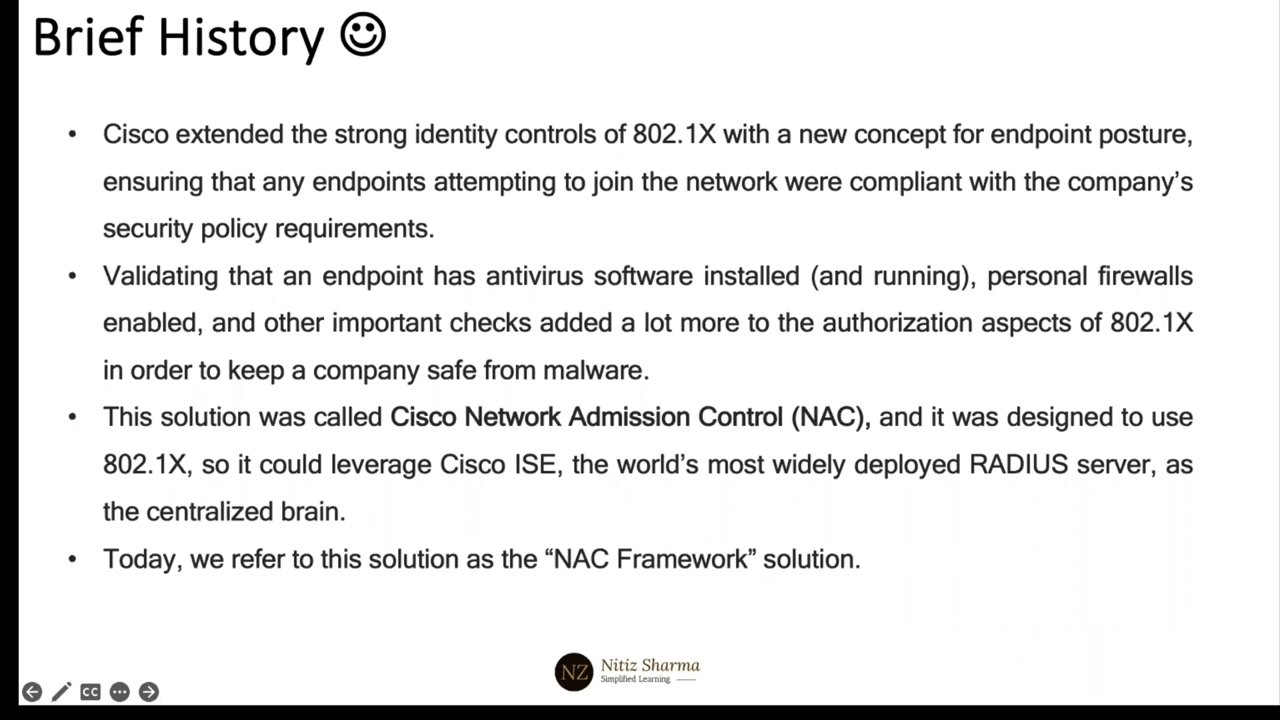 Brief History ☺
• Cisco extended the strong identity controls of 802.1X with a new concept for endpoint posture,
ensuring that any endpoints attempting to join the network were compliant with the company’s
security policy requirements.
• Validating that an endpoint has antivirus software installed (and running), personal firewalls
enabled, and other important checks added a lot more to the authorization aspects of 802.1X
in order to keep a company safe from malware.
• This solution was called Cisco Network Admission Control (NAC), and it was designed to use
802.1X, so it could leverage Cisco ISE, the world’s most widely deployed RADIUS server, as
the centralized brain.
• Today, we refer to this solution as the “NAC Framework” solution.
NZ
Nitiz Sharma
Simplified Learning
CC